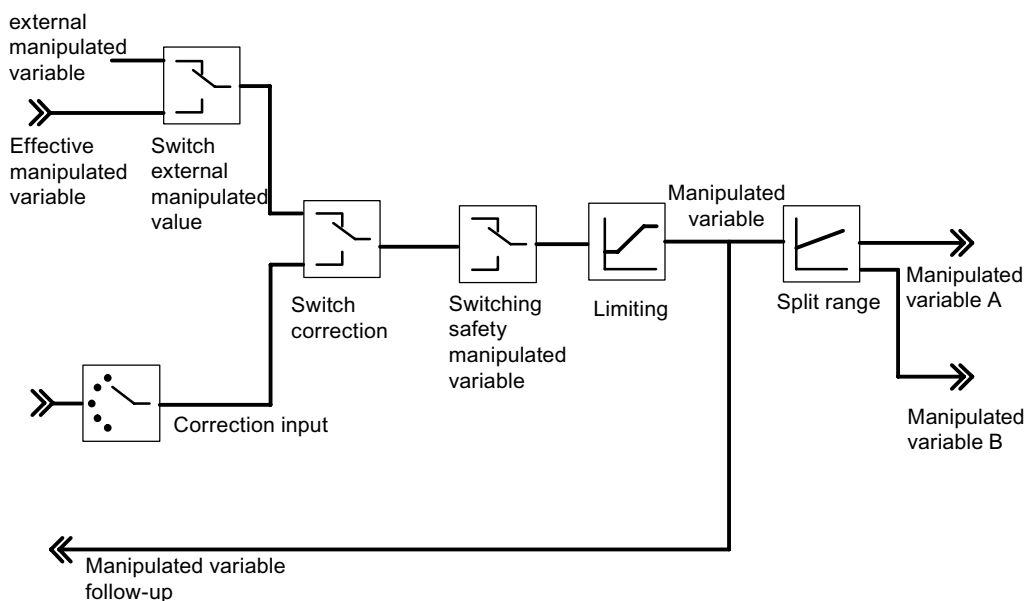 external
manipulated
variable
Effective
manipulated
variable
Switch
external
manipulated
value
Switch
correction
Switching
safety
manipulated
variable
Limiting
Manipulated
variable
Split range
Manipulated
variable A
Manipulated
variable B
Correction input
Manipulated variable
follow-up